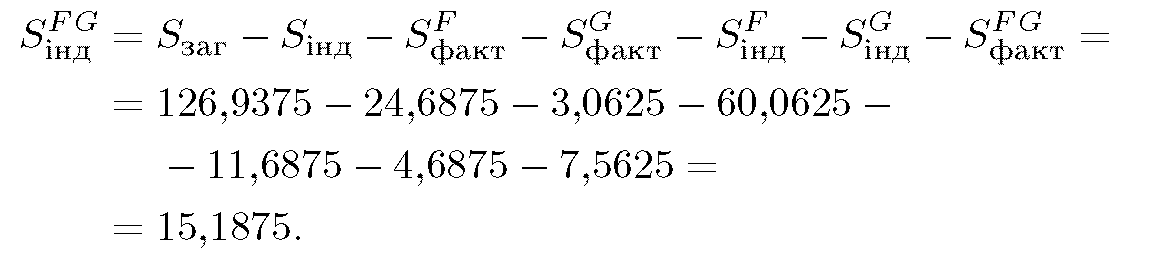 S^{FG}_{інд} = S_{заг} − S_{інд} − S^{F}_{факт} − S^{G}_{факт} − S^{F}_{інд} − S^{G}_{інд} − S^{FG}_{факт} =
= 126,9375 − 24,6875 − 3,0625 − 60,0625 −
− 11,6875 − 4,6875 − 7,5625 =
= 15,1875.